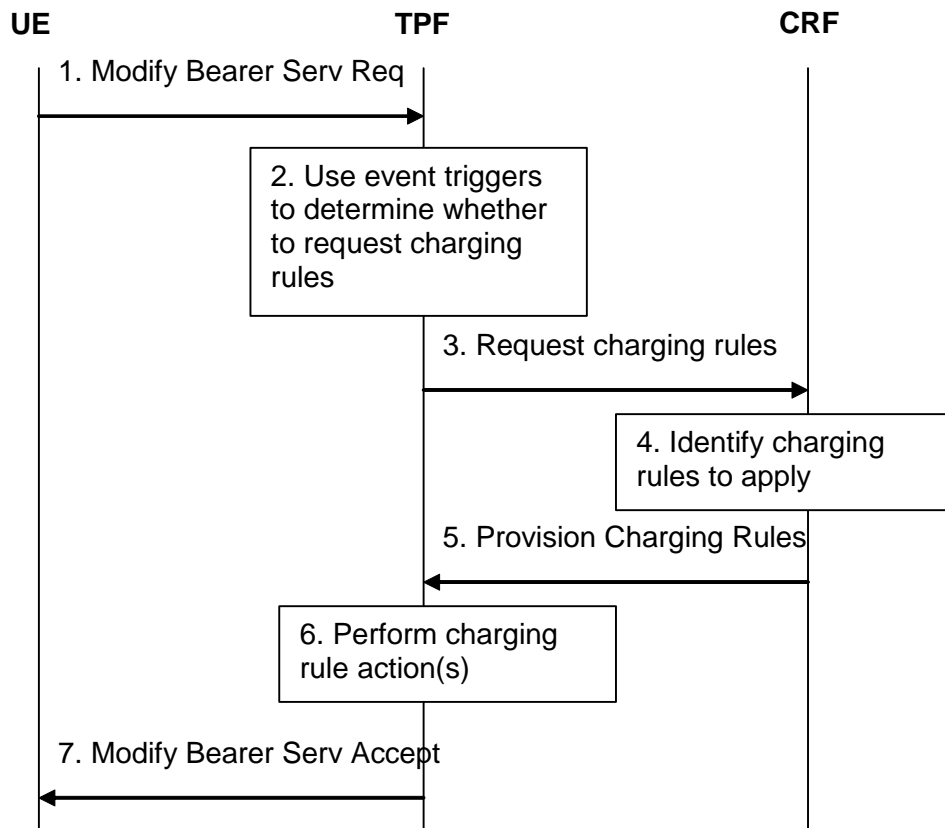 UE TPF CRF
1. Modify Bearer Serv Req
2. Use event triggers
to determine whether
to request charging
rules
3. Request charging rules
4. Identify charging
rules to apply
5. Provision Charging Rules
6. Perform charging
rule action(s)
7. Modify Bearer Serv Accept